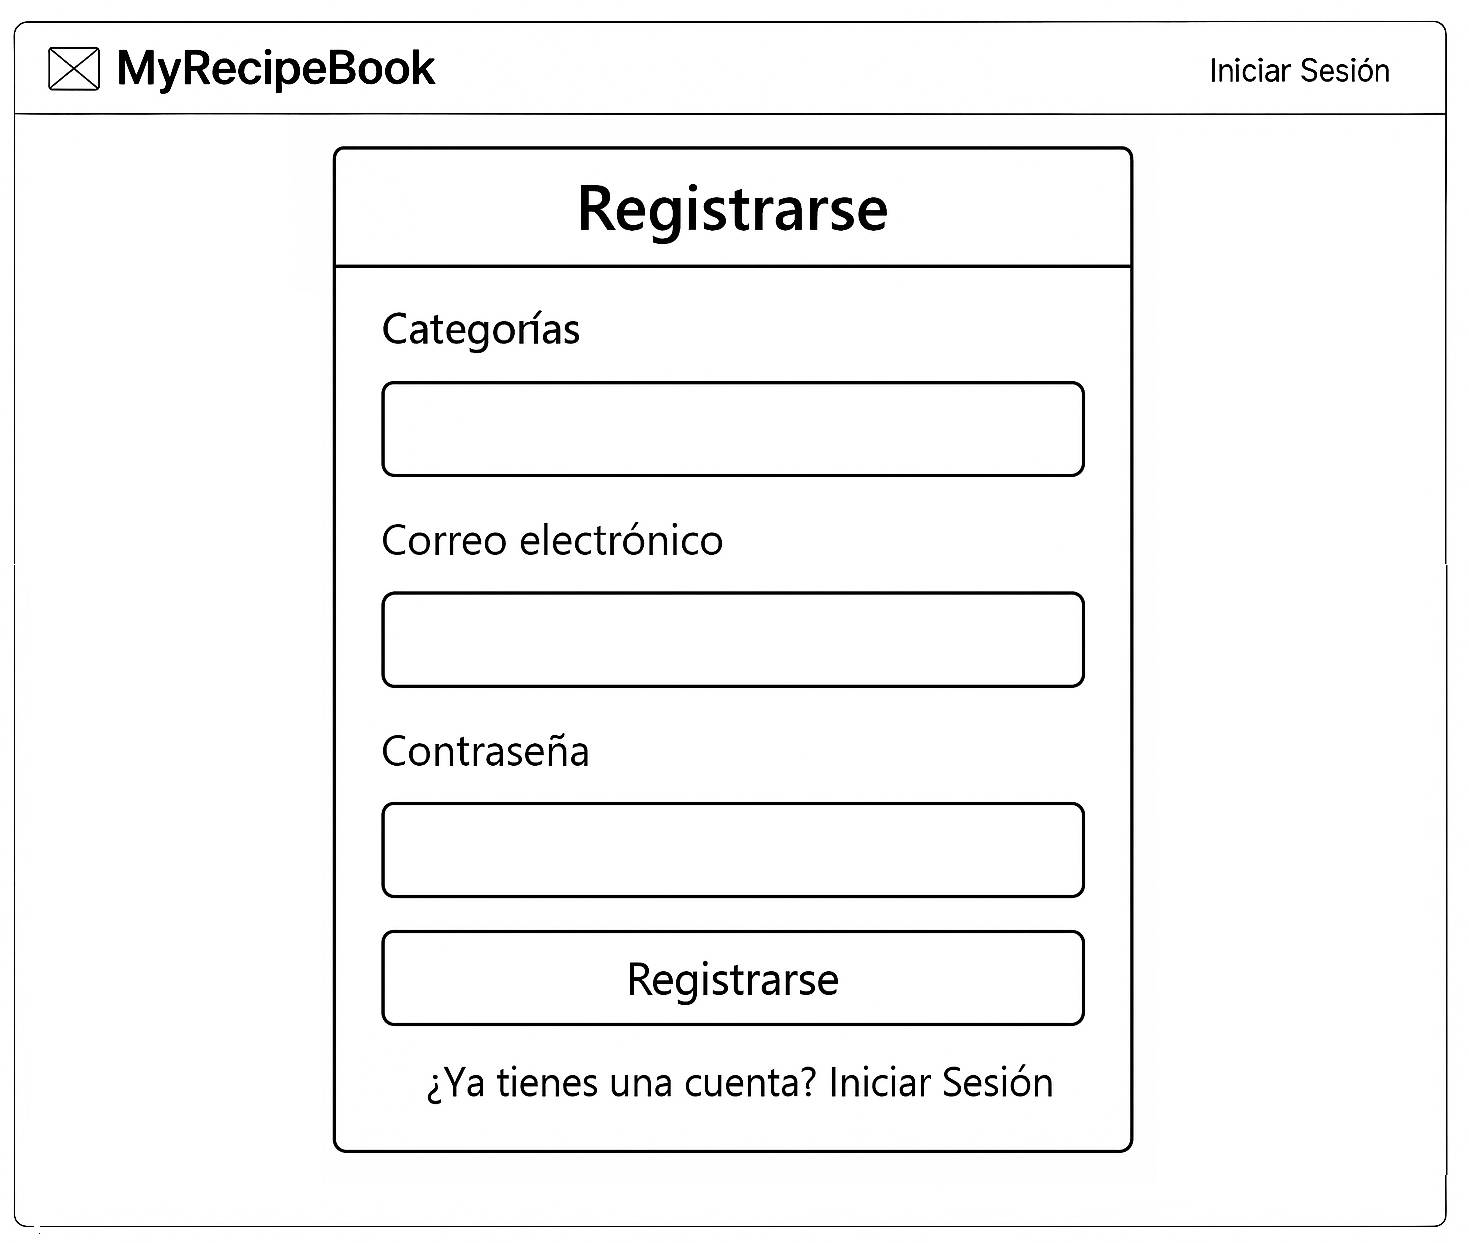 MyRecipeBook
Iniciar Sesión
Registrarse
Categorías
Correo electrónico
Contraseña
Registrarse
¿Ya tienes una cuenta? Iniciar Sesión